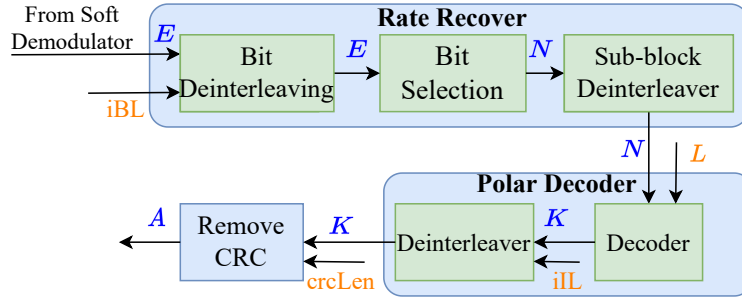 From Soft
Demodulator
Rate Recover
E
iBL
Bit
Deinterleaving
E
Bit
Selection
N
Sub-block
Deinterleaver
N
L
Polar Decoder
Decoder
K
iIL
Deinterleaver
K
crcLen
Remove
CRC
A